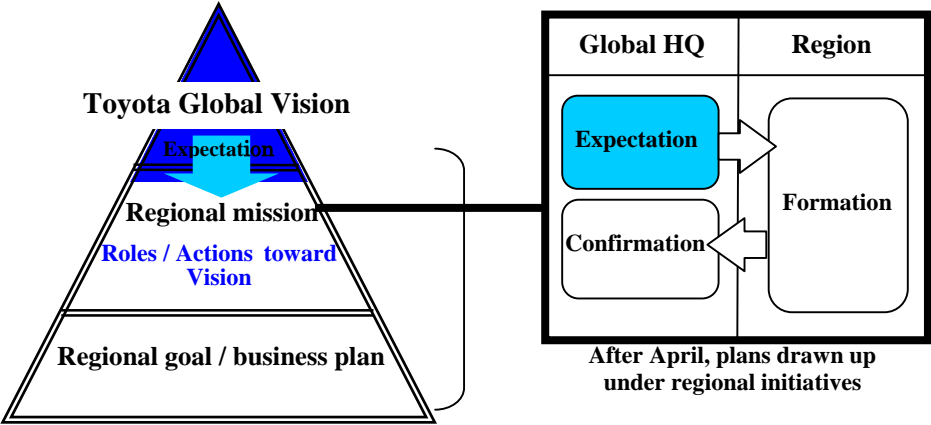 Toyota Global Vision
Expectation
Regional mission
Roles / Actions toward
Vision
Regional goal / business plan
Global HQ
Region
Expectation
Formation
Confirmation
After April, plans drawn up
under regional initiatives